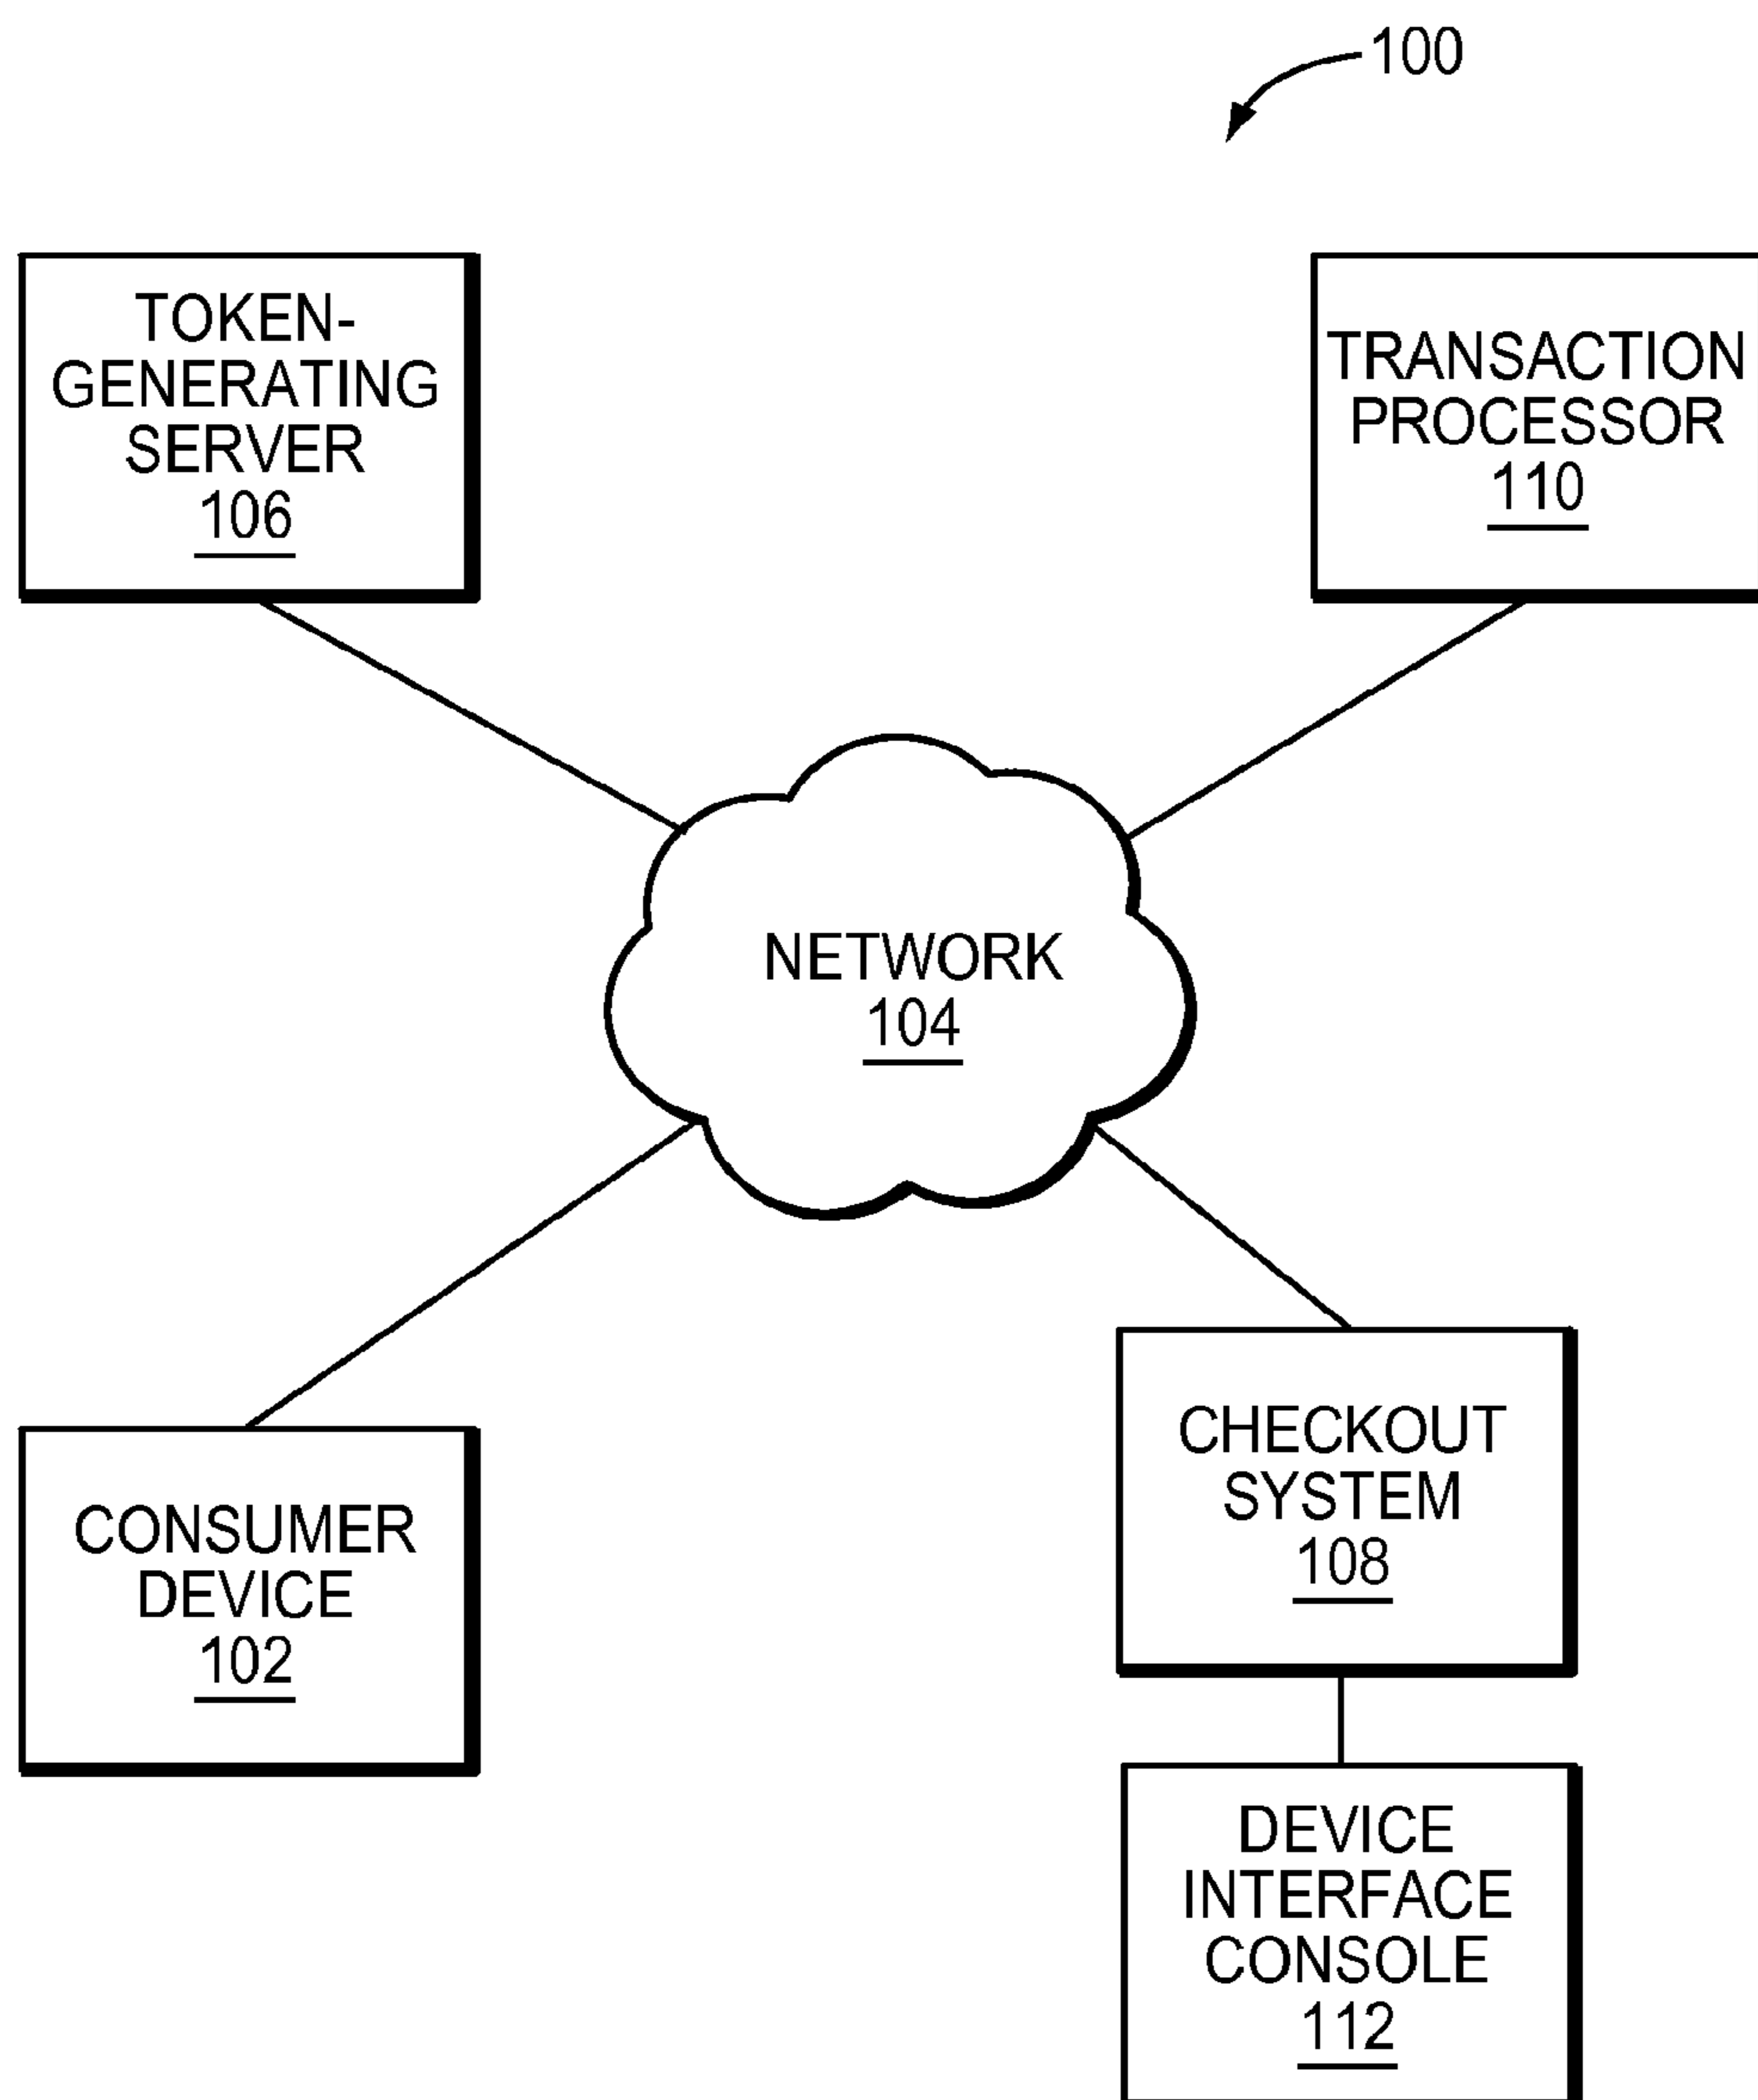 100
TOKEN-
GENERATING
SERVER
106
TRANSACTION
PROCESSOR
110
NETWORK
104
CONSUMER
DEVICE
102
CHECKOUT
SYSTEM
108
DEVICE
INTERFACE
CONSOLE
112